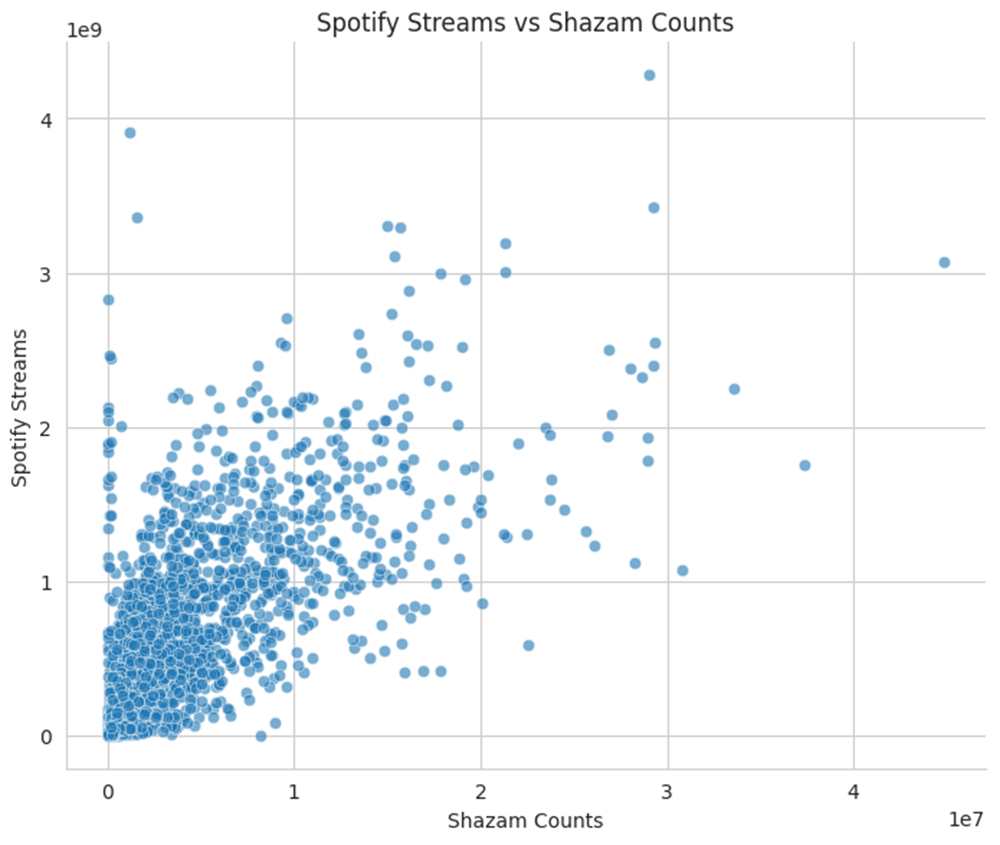 Spotify Streams vs Shazam Counts
1e9
4
3
2
1
0
Spotify Streams
0 1 2 3 4
Shazam Counts
1e7